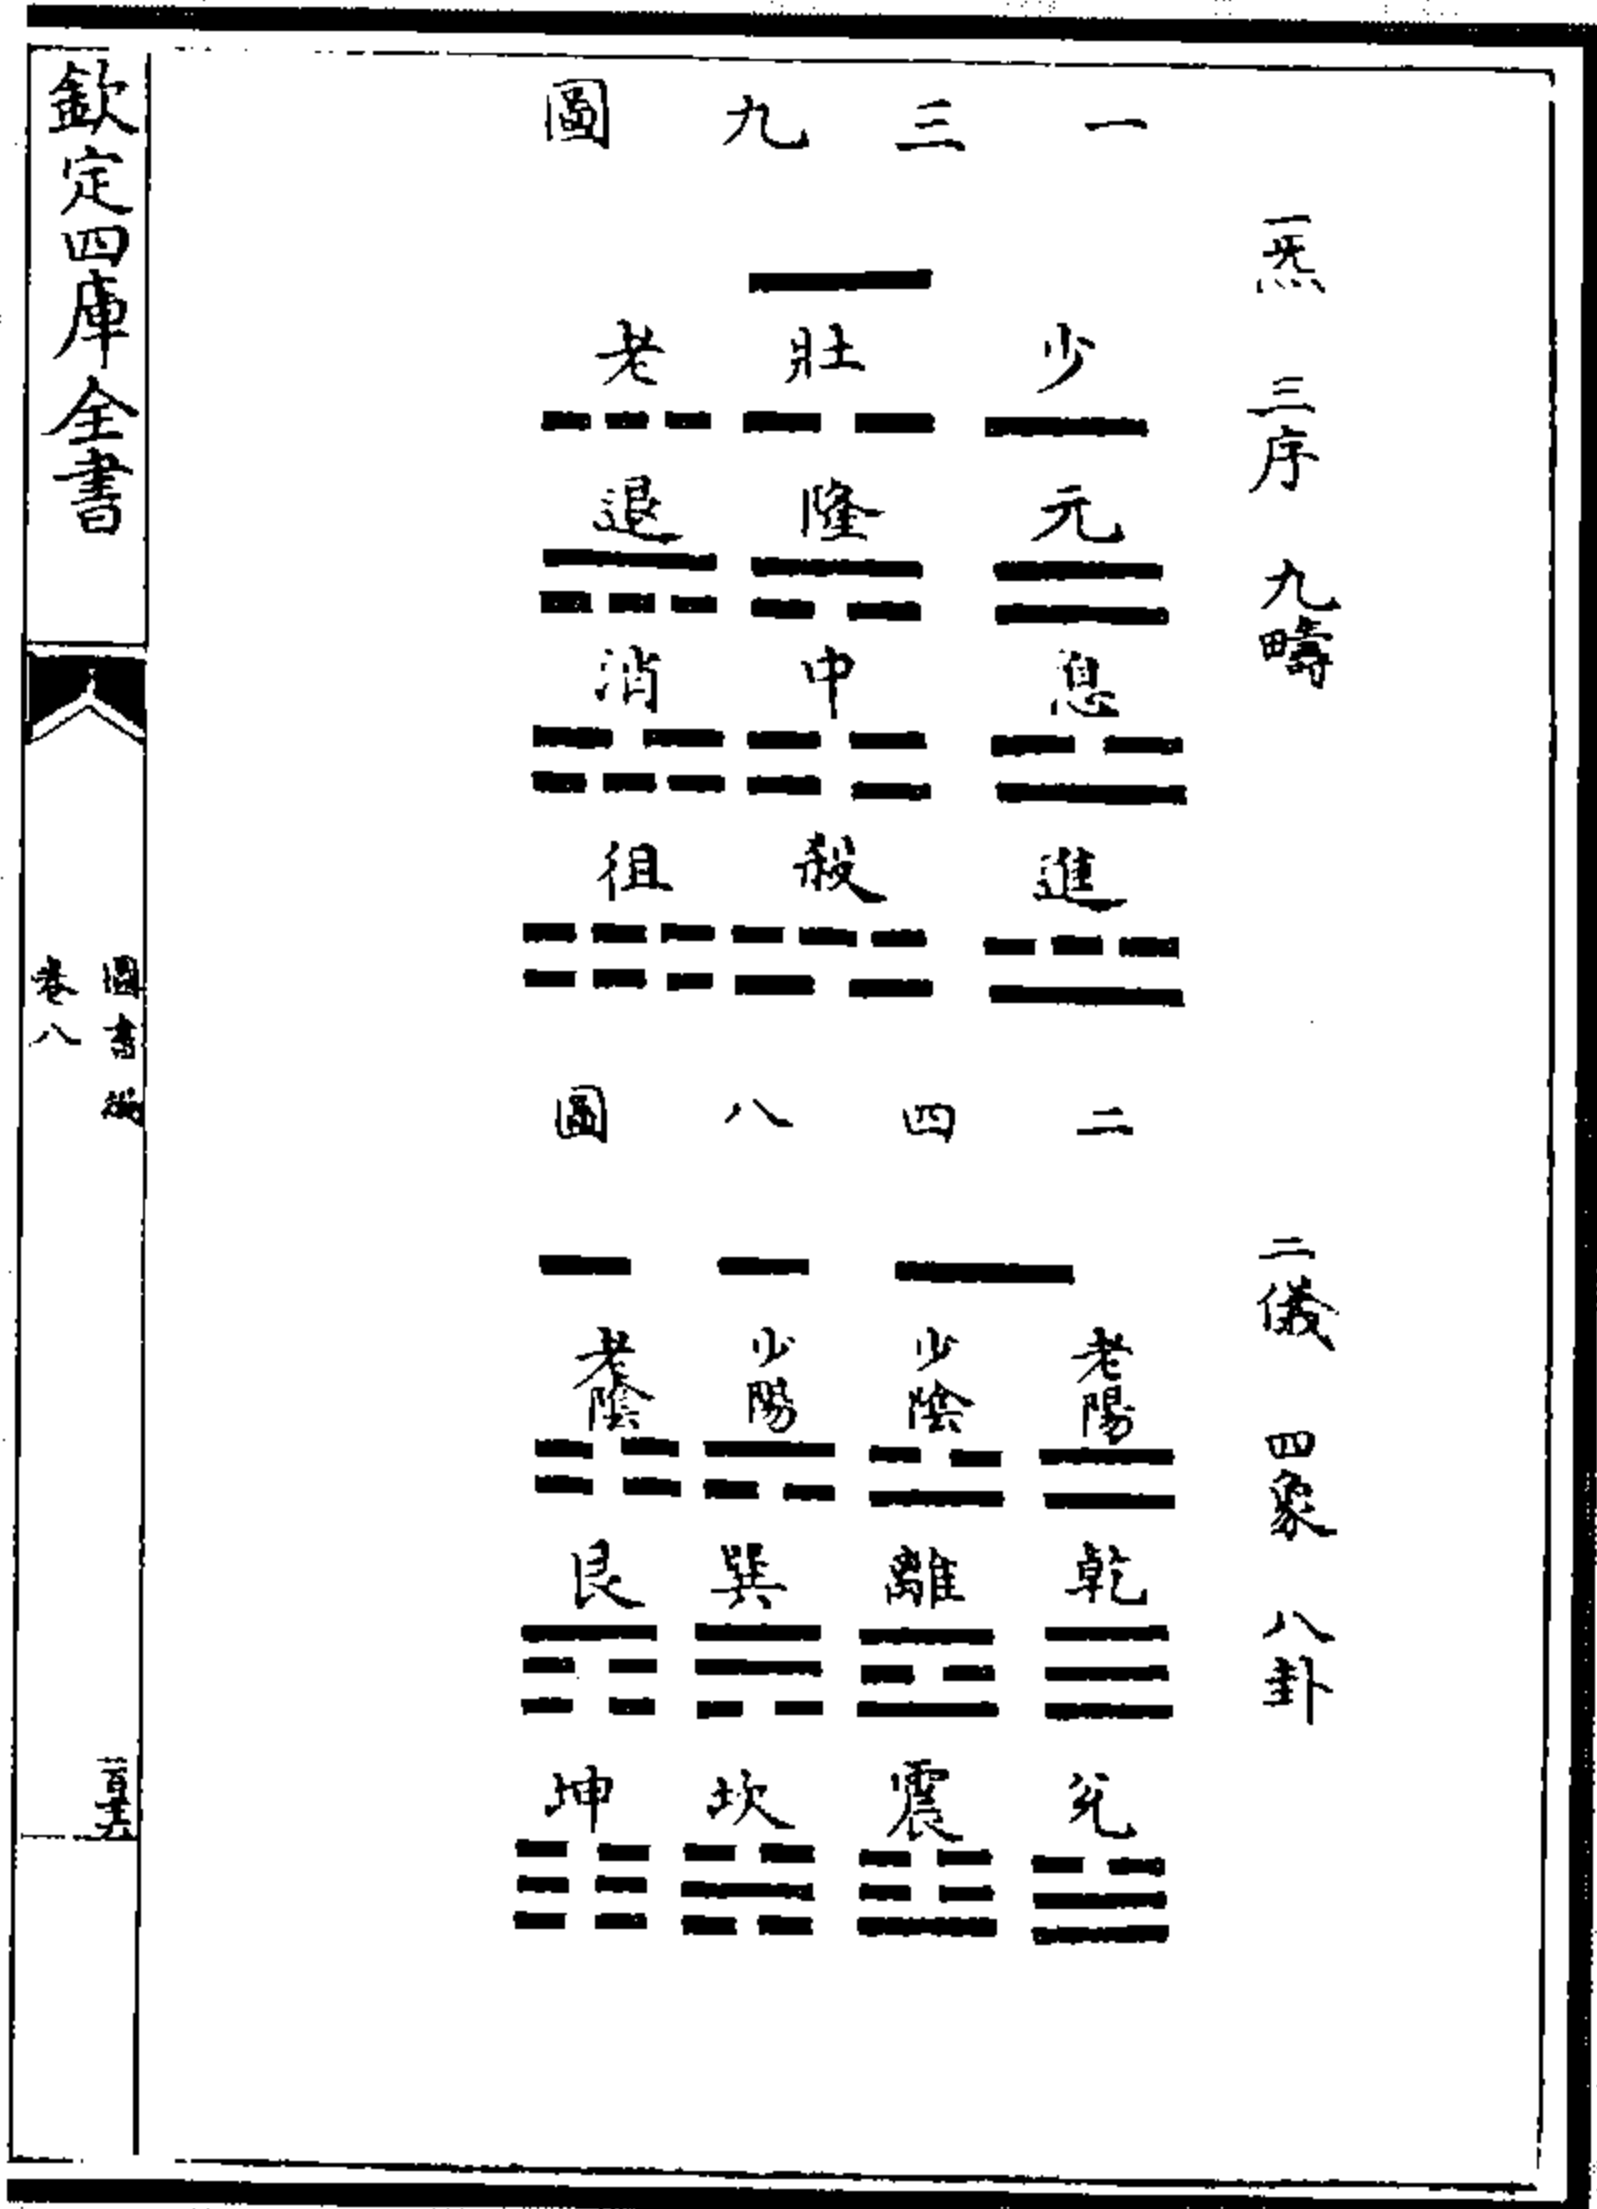 一三九圖
一炁 三序 九疇
少 壯 老
元 隆 退
息 中 消
進 殺 徂
二四八圖
二儀 四象 八卦
老陽 少陰 少陽 老陰
乾 離 巽 艮
兌 震 坎 坤
欽定四庫全書
圖書編
卷八